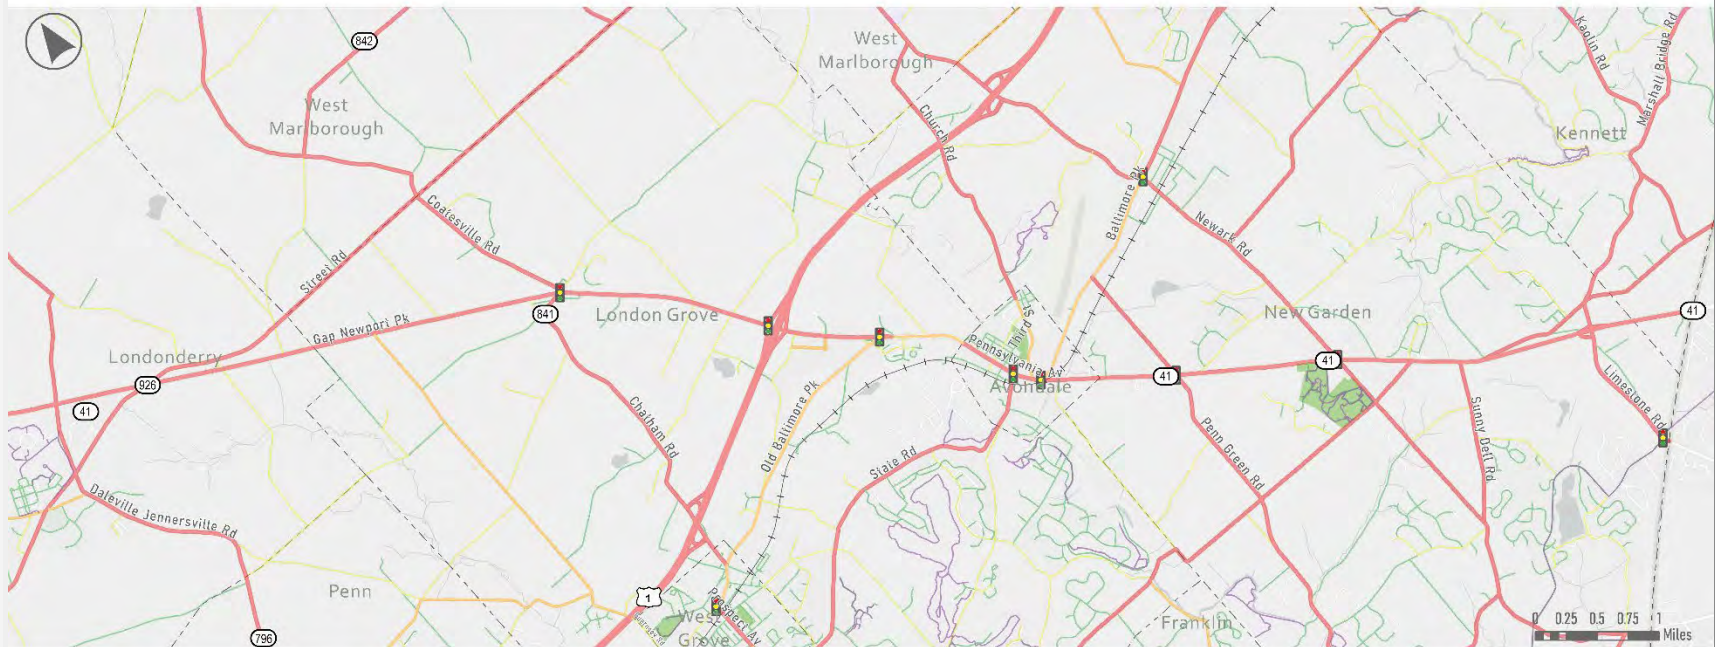 842
West
Marlborough
Kaolin Rd
Marshall Bridge Rd
West
Marlborough
Church Rd
Kennett
Baltimore Pk
Coatesville Rd
Newark Rd
Street Rd
841
London Grove
Third St
New Garden
41
Gap Newport Pk
Londonderry
Pennsylvania Av
41
41
926
Avondale
41
Limestone Rd
Old Baltimore Pk
Chatham Rd
Penn Green Rd
Sunny Dell Rd
State Rd
Daleville Jennersville Rd
Penn
1
Prospect Av
West
Grove
Franklin
796
0 0.25 0.5 0.75 1
Miles